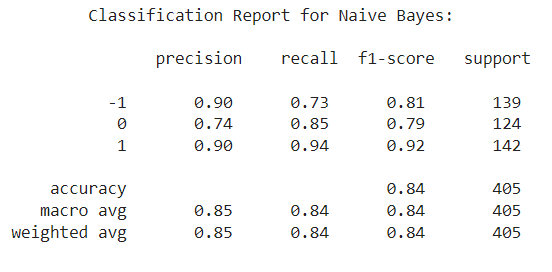 Classification Report for Naive Bayes:
precision recall f1-score support
-1 0.90 0.73 0.81 139
0 0.74 0.85 0.79 124
1 0.90 0.94 0.92 142
accuracy 0.84 405
macro avg 0.85 0.84 0.84 405
weighted avg 0.85 0.84 0.84 405